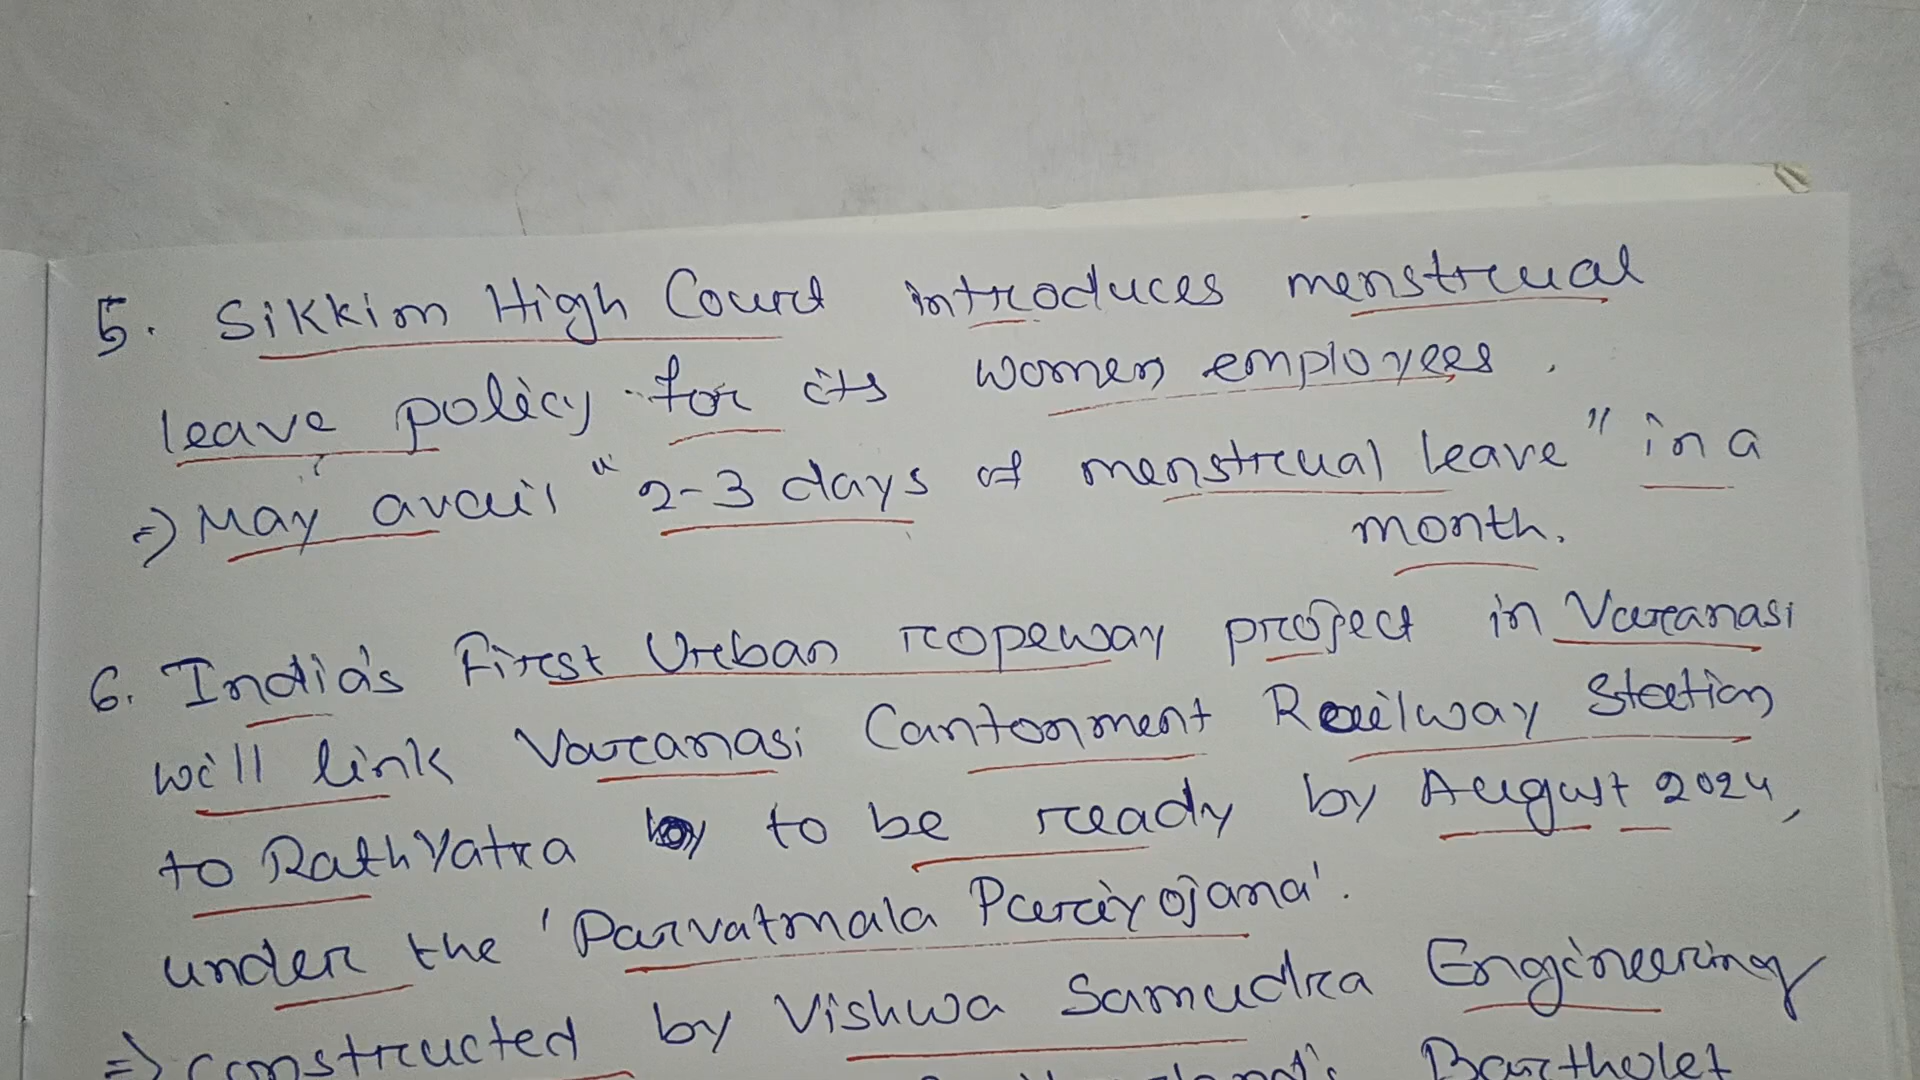 5. Sikkim High Court introduces menstrual
leave policy for its women employees.
=> May avail "2-3 days of menstrual leave" in a
month.
6. India's First Urban ropeway project in Varanasi
will link Varanasi Cantonment Railway Station
to RathYatra to be ready by August 2024,
under the 'Parvatmala Pariyojana'.
=> constructed by Vishwa Samudra Engineering
Bartholet